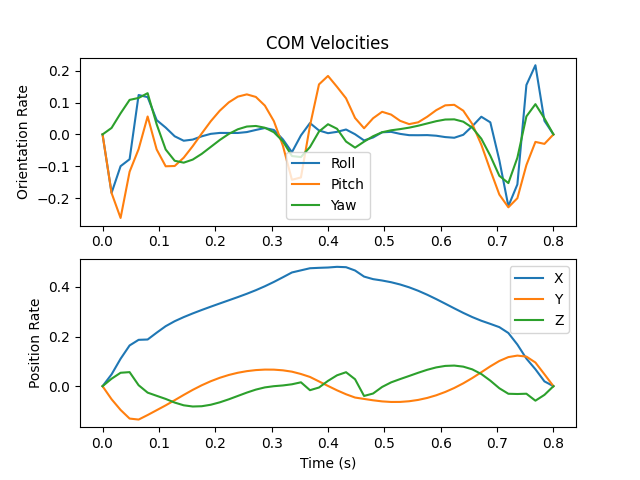 COM Velocities
Orientation Rate
0.2
0.1
0.0
−0.1
−0.2
Roll
Pitch
Yaw
0.0 0.1 0.2 0.3 0.4 0.5 0.6 0.7 0.8
Position Rate
0.4
0.2
0.0
X
Y
Z
0.0 0.1 0.2 0.3 0.4 0.5 0.6 0.7 0.8
Time (s)